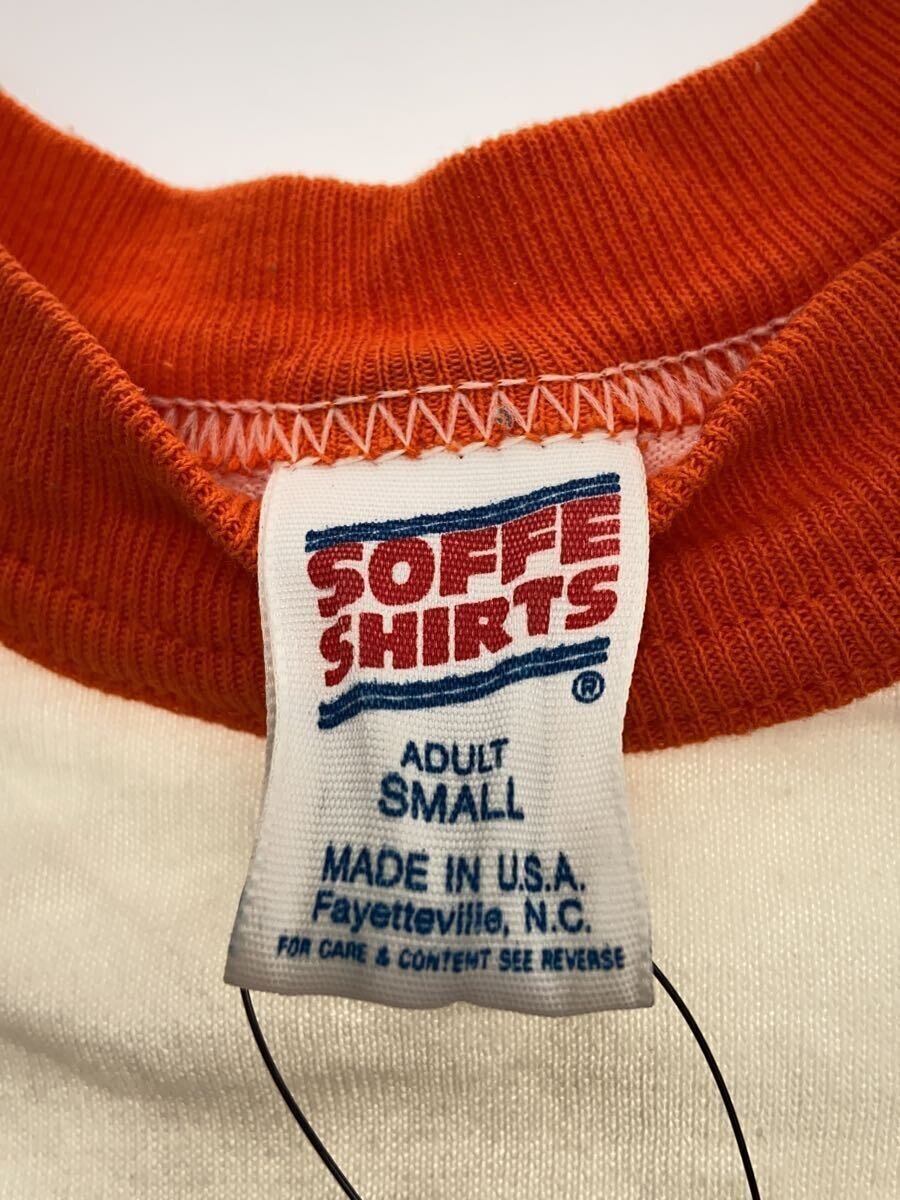 SOFFE
SHIRTS
®
ADULT
SMALL
MADE IN U.S.A.
Fayetteville, N.C.
FOR CARE & CONTENT SEE REVERSE